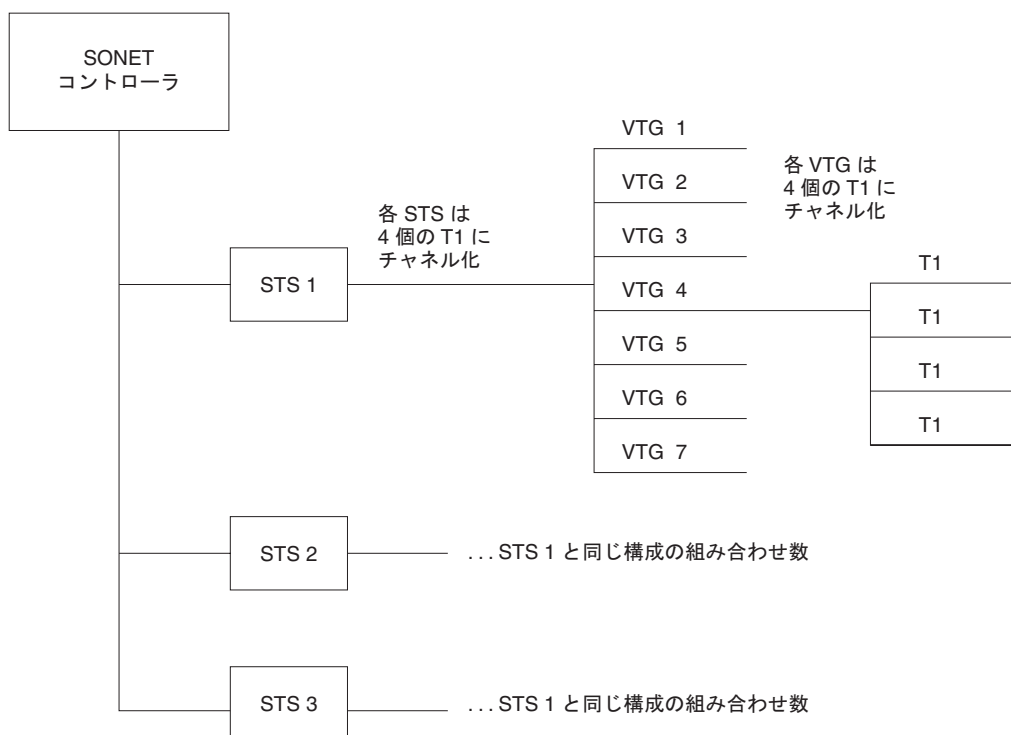 SONET
コントローラ
VTG 1
VTG 2
VTG 3
VTG 4
VTG 5
VTG 6
VTG 7
各 VTG は
4 個の T1 に
チャネル化
各 STS は
4 個の T1 に
チャネル化
T1
T1
T1
T1
STS 1
STS 2
. . . STS 1 と同じ構成の組み合わせ数
STS 3
. . . STS 1 と同じ構成の組み合わせ数